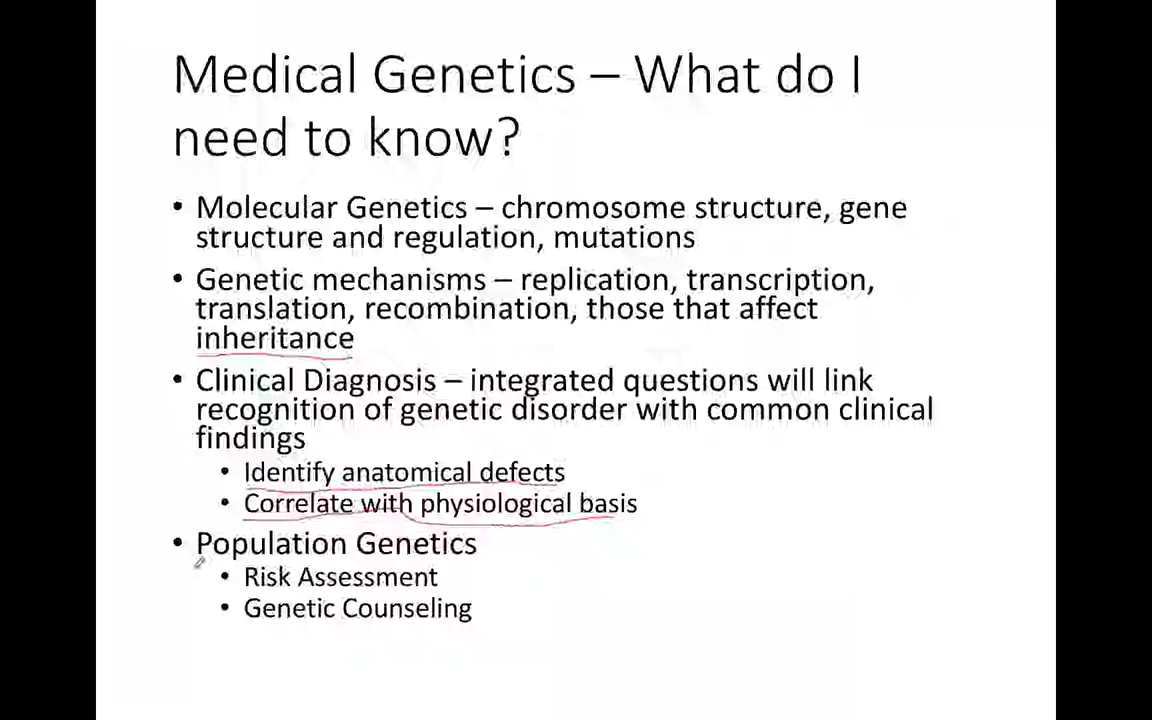 Medical Genetics – What do I
need to know?
• Molecular Genetics – chromosome structure, gene
structure and regulation, mutations
• Genetic mechanisms – replication, transcription,
translation, recombination, those that affect
inheritance
• Clinical Diagnosis – integrated questions will link
recognition of genetic disorder with common clinical
findings
• Identify anatomical defects
• Correlate with physiological basis
• Population Genetics
• Risk Assessment
• Genetic Counseling